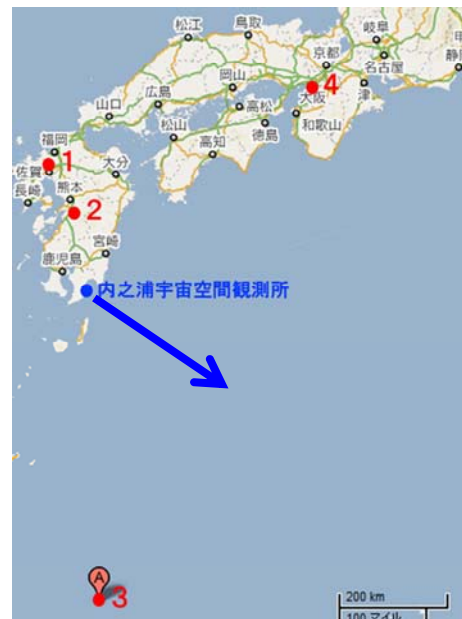 松江
鳥取
岐阜
京都
名古屋
岡山
4
静
広島
大阪
津
山口
高松
和歌山
松山
徳島
高知
福岡
1
大分
佐賀
長崎
熊本
2
宮崎
鹿児島
内之浦宇宙空間観測所
A
3
200 km
100 マイル